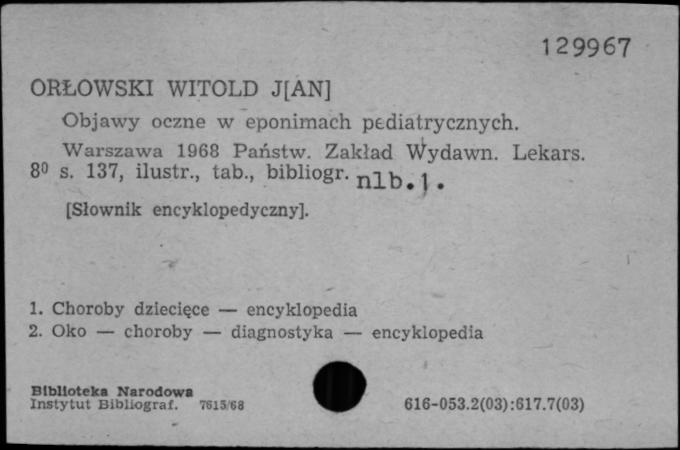 129967
ORŁOWSKI WITOLD J[AN]
Objawy oczne w eponimach pediatrycznych.
Warszawa 1968 Państw. Zakład Wydawn. Lekars.
8⁰ s. 137, ilustr., tab., bibliogr. nlb.1.
[Słownik encyklopedyczny].
1. Choroby dziecięce — encyklopedia
2. Oko — choroby — diagnostyka — encyklopedia
Biblioteka Narodowa
Instytut Bibliograf. 7615/68
616-053.2(03):617.7(03)